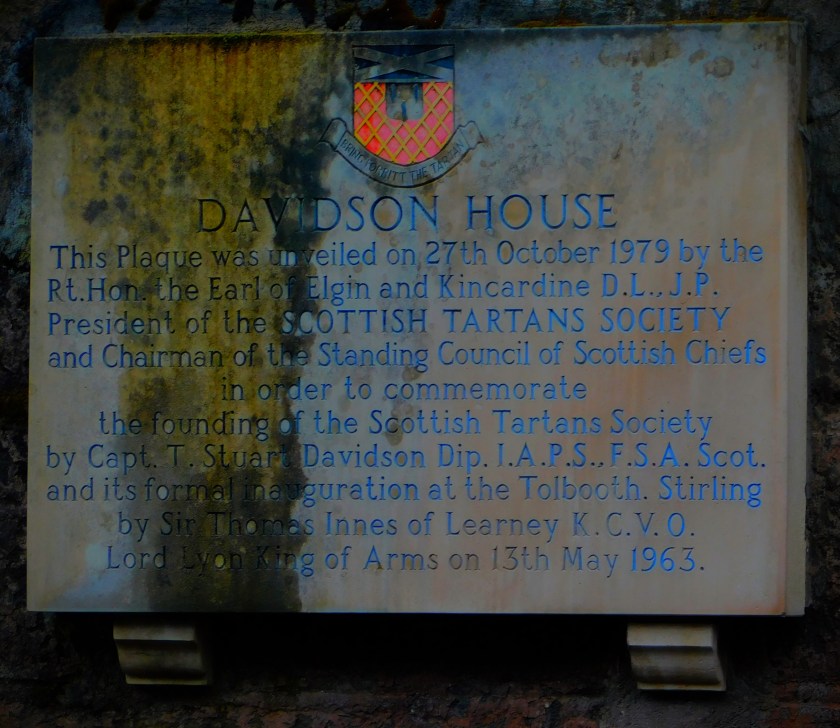 DAVIDSON HOUSE
This Plaque was unveiled on 27th October 1979 by the
Rt.Hon. the Earl of Elgin and Kincardine D.L., J.P.
President of the SCOTTISH TARTANS SOCIETY
and Chairman of the Standing Council of Scottish Chiefs
in order to commemorate
the founding of the Scottish Tartans Society
by Capt. T. Stuart Davidson Dip. I.A.P.S., F.S.A. Scot.
and its formal inauguration at the Tolbooth. Stirling
by Sir Thomas Innes of Learney K.C.V.O.
Lord Lyon King of Arms on 13th May 1963.